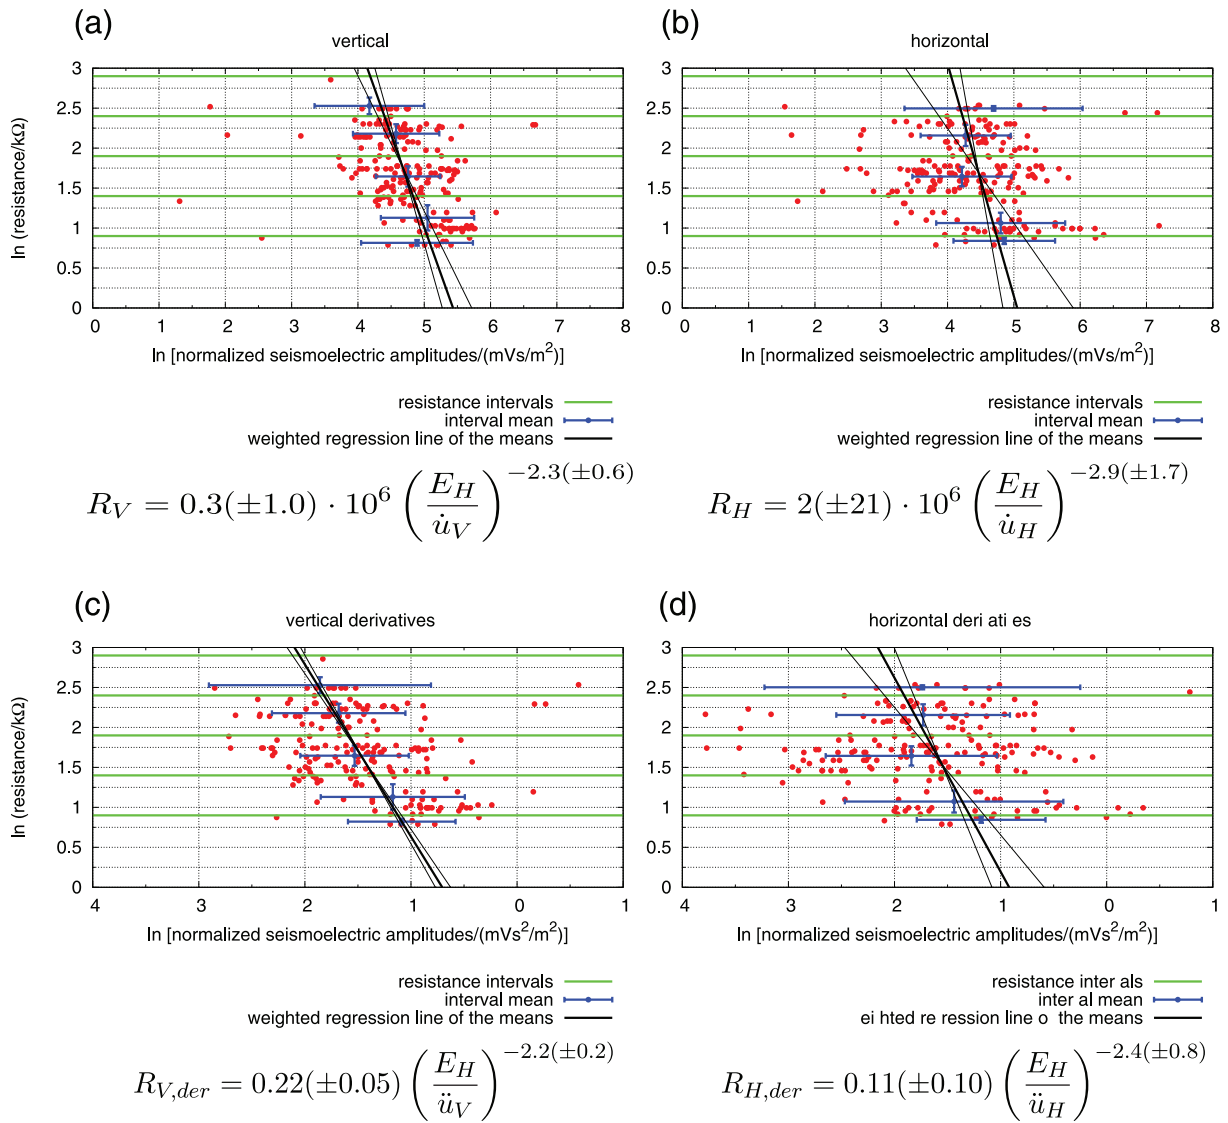 (a)
vertical
ln (resistance/kΩ)
3
2.5
2
1.5
1
0.5
0
0 1 2 3 4 5 6 7 8
ln [normalized seismoelectric amplitudes/(mVs/m²)]
resistance intervals
interval mean
weighted regression line of the means
R_V = 0.3(±1.0) · 10⁶ (E_H / u̇_V)^−2.3(±0.6)
(b)
horizontal
3
2.5
2
1.5
1
0.5
0
0 1 2 3 4 5 6 7 8
ln [normalized seismoelectric amplitudes/(mVs/m²)]
resistance intervals
interval mean
weighted regression line of the means
R_H = 2(±21) · 10⁶ (E_H / u̇_H)^−2.9(±1.7)
(c)
vertical derivatives
ln (resistance/kΩ)
3
2.5
2
1.5
1
0.5
0
4 2 1 2 0 1
ln [normalized seismoelectric amplitudes/(mVs²/m²)]
resistance intervals
interval mean
weighted regression line of the means
R_V,der = 0.22(±0.05) (E_H / ü_V)^−2.2(±0.2)
(d)
horizontal deri ati es
3
2.5
2
1.5
1
0.5
0
4 2 1 2 0 1
ln [normalized seismoelectric amplitudes/(mVs²/m²)]
resistance inter als
inter al mean
ei hted re ression line o the means
R_H,der = 0.11(±0.10) (E_H / ü_H)^−2.4(±0.8)